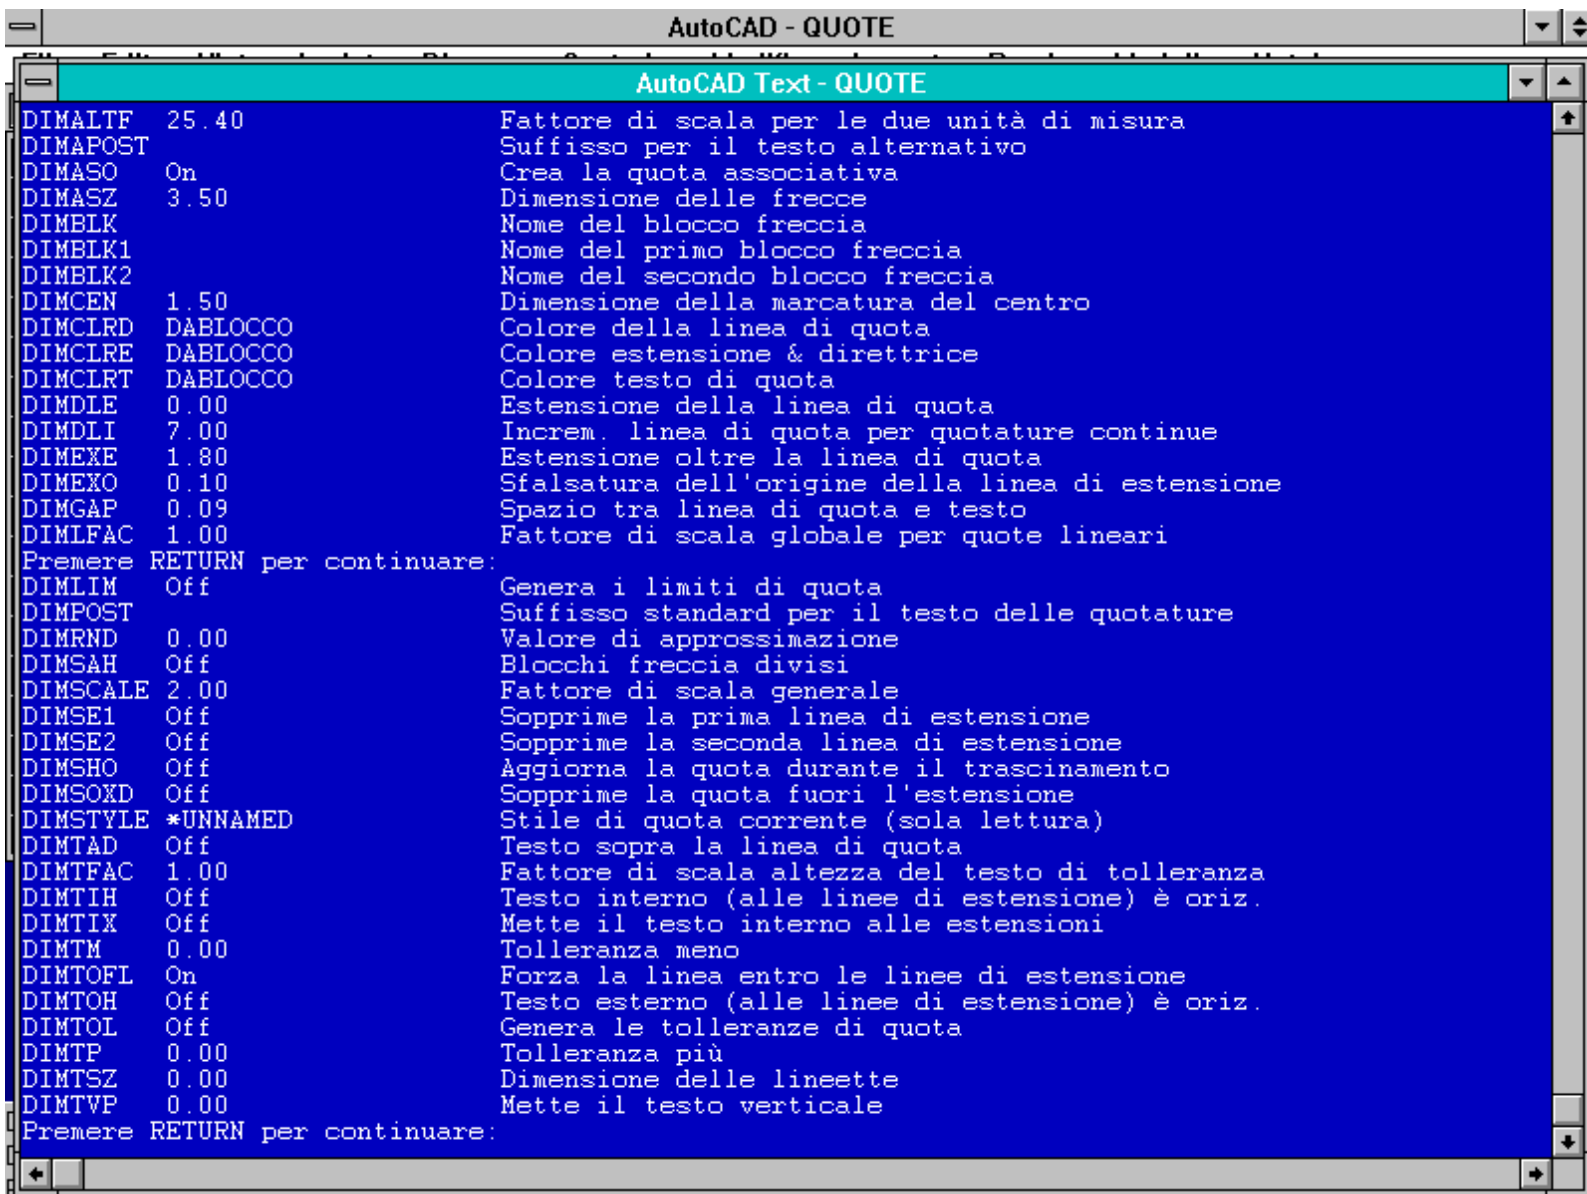 AutoCAD - QUOTE
AutoCAD Text - QUOTE
DIMALTF 25.40 Fattore di scala per le due unità di misura
DIMAPOST Suffisso per il testo alternativo
DIMASO On Crea la quota associativa
DIMASZ 3.50 Dimensione delle frecce
DIMBLK Nome del blocco freccia
DIMBLK1 Nome del primo blocco freccia
DIMBLK2 Nome del secondo blocco freccia
DIMCEN 1.50 Dimensione della marcatura del centro
DIMCLRD DABLOCCO Colore della linea di quota
DIMCLRE DABLOCCO Colore estensione & direttrice
DIMCLRT DABLOCCO Colore testo di quota
DIMDLE 0.00 Estensione della linea di quota
DIMDLI 7.00 Increm. linea di quota per quotature continue
DIMEXE 1.80 Estensione oltre la linea di quota
DIMEXO 0.10 Sfalsatura dell'origine della linea di estensione
DIMGAP 0.09 Spazio tra linea di quota e testo
DIMLFAC 1.00 Fattore di scala globale per quote lineari
Premere RETURN per continuare:
DIMLIM Off Genera i limiti di quota
DIMPOST Suffisso standard per il testo delle quotature
DIMRND 0.00 Valore di approssimazione
DIMSAH Off Blocchi freccia divisi
DIMSCALE 2.00 Fattore di scala generale
DIMSE1 Off Sopprime la prima linea di estensione
DIMSE2 Off Sopprime la seconda linea di estensione
DIMSHO Off Aggiorna la quota durante il trascinamento
DIMSOXD Off Sopprime la quota fuori l'estensione
DIMSTYLE *UNNAMED Stile di quota corrente (sola lettura)
DIMTAD Off Testo sopra la linea di quota
DIMTFAC 1.00 Fattore di scala altezza del testo di tolleranza
DIMTIH Off Testo interno (alle linee di estensione) è oriz.
DIMTIX Off Mette il testo interno alle estensioni
DIMTM 0.00 Tolleranza meno
DIMTOFL On Forza la linea entro le linee di estensione
DIMTOH Off Testo esterno (alle linee di estensione) è oriz.
DIMTOL Off Genera le tolleranze di quota
DIMTP 0.00 Tolleranza più
DIMTSZ 0.00 Dimensione delle lineette
DIMTVP 0.00 Mette il testo verticale
Premere RETURN per continuare: